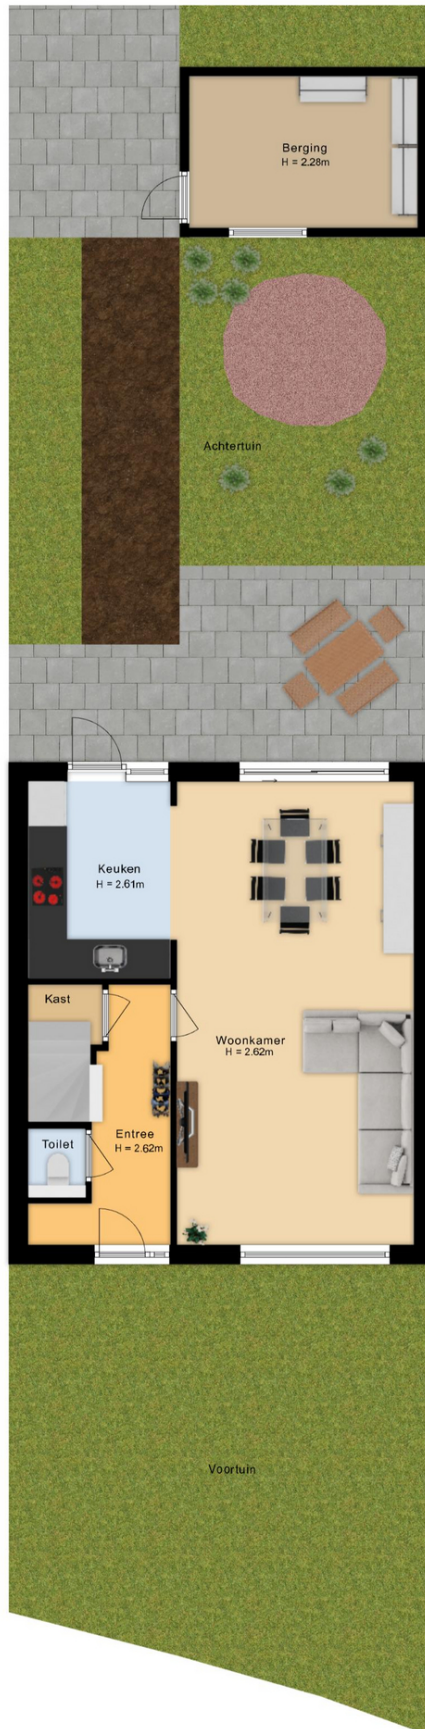 Berging
H = 2.28m
Achtertuin
Keuken
H = 2.61m
Kast
Woonkamer
H = 2.62m
Toilet
Entree
H = 2.62m
Voortuin